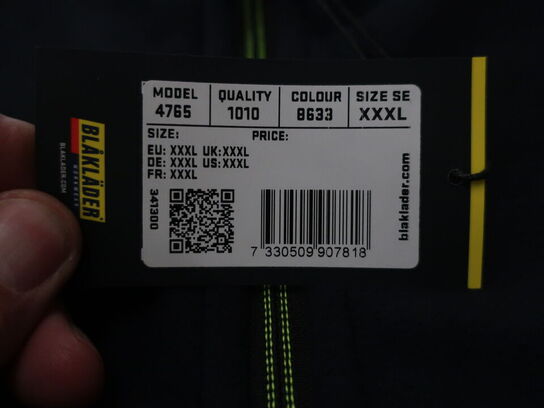 MODEL QUALITY COLOUR SIZE SE
4765 1010 8633 XXXL
SIZE: PRICE:
EU: XXXL UK:XXXL
DE: XXXL US:XXXL
FR: XXXL
341300
7 330509 907818
blaklader.com
BLÅKLÄDER
WORKWEAR
BLAKLADER.COM